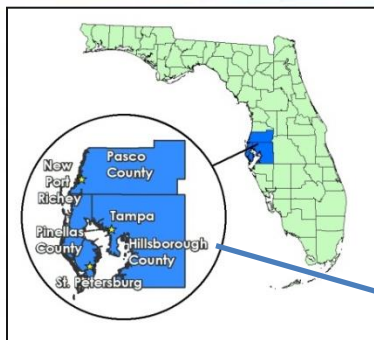 Pasco
County
New
Port
Richey
Tampa
Pinellas
County
Hillsborough
County
St. Petersburg